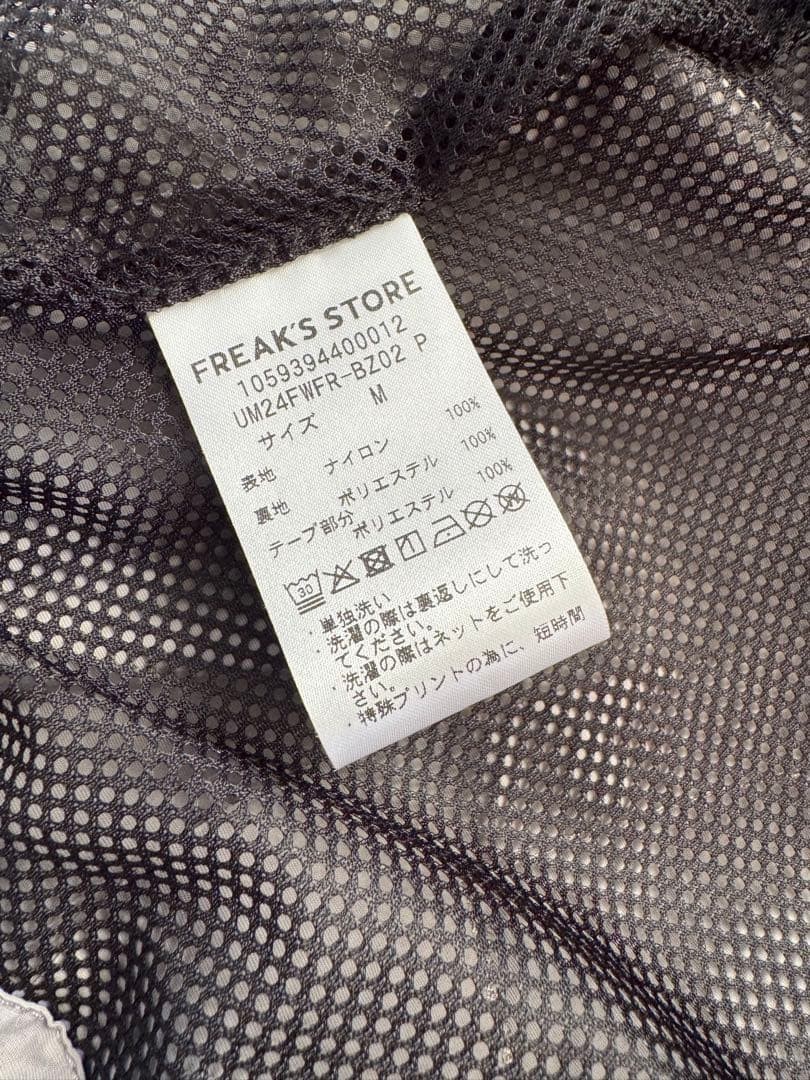 FREAK'S STORE
1059394400012
UM24FWFR-BZ02 P
サイズ M
表地 ナイロン 100%
裏地 ポリエステル 100%
テープ部分 ポリエステル 100%
30
・単独洗い
・洗濯の際は裏返しにして洗っ
てください。
・洗濯の際はネットをご使用下
さい。
・特殊プリントの為に、短時間